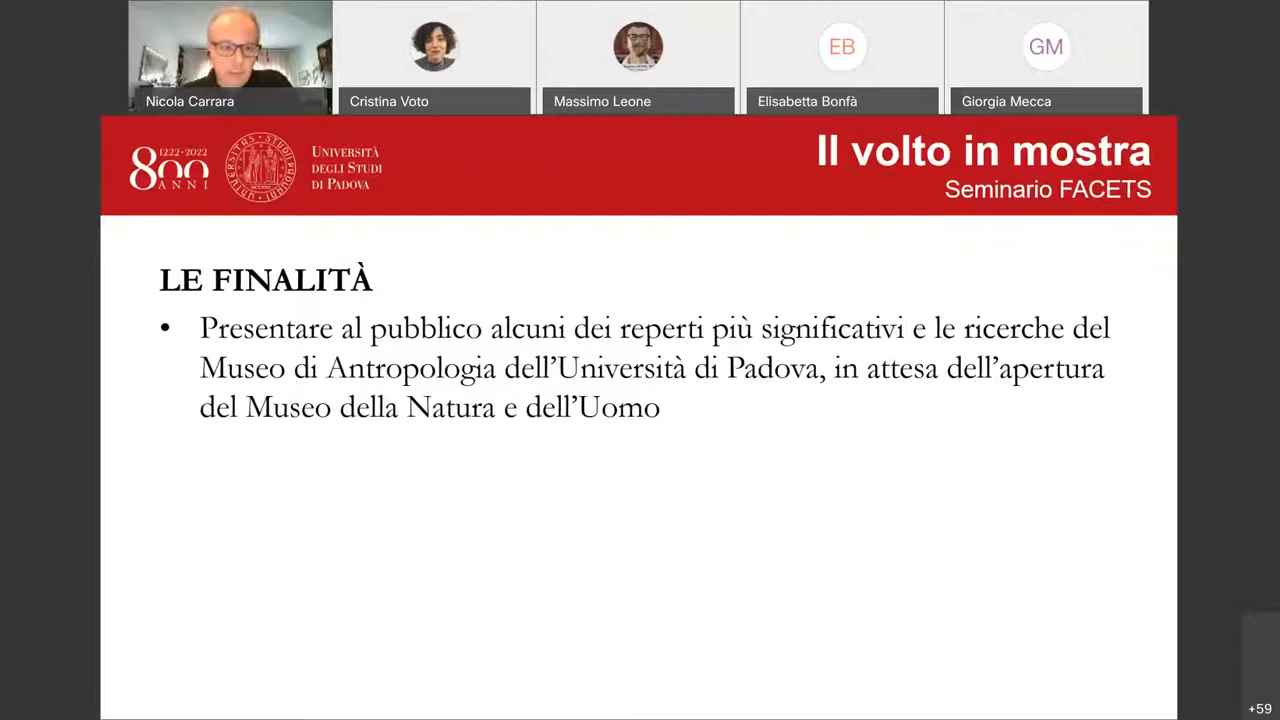 Nicola Carrara
Cristina Voto
Massimo Leone
EB
Elisabetta Bonfà
GM
Giorgia Mecca
1222·2022
800
ANNI
UNIVERSITÀ
DEGLI STUDI
DI PADOVA
Il volto in mostra
Seminario FACETS
LE FINALITÀ
• Presentare al pubblico alcuni dei reperti più significativi e le ricerche del
Museo di Antropologia dell’Università di Padova, in attesa dell’apertura
del Museo della Natura e dell’Uomo
+59